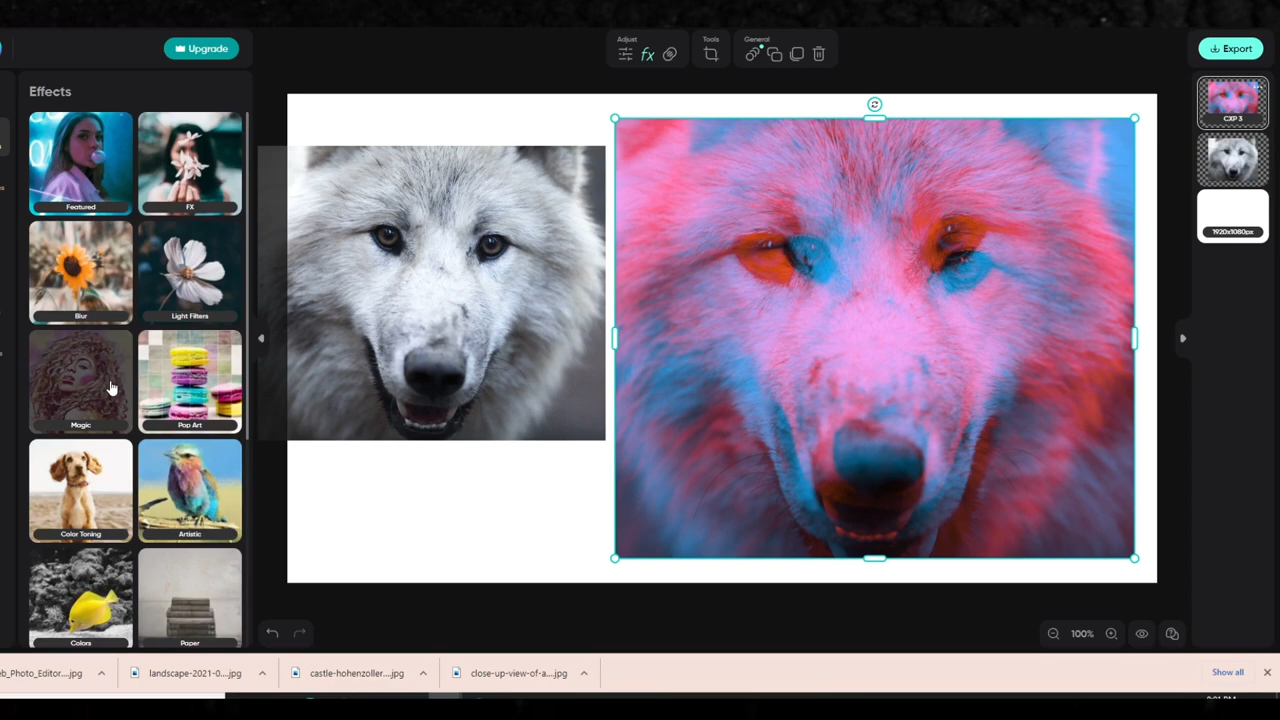 Upgrade
Adjust
Tools
General
Export
Effects
Featured
FX
Blur
Light Filters
Magic
Pop Art
Color Toning
Artistic
Colors
Paper
CXP 3
1920x1080px
100%
eb_Photo_Editor....jpg
landscape-2021-0....jpg
castle-hohenzoller....jpg
close-up-view-of-a....jpg
Show all